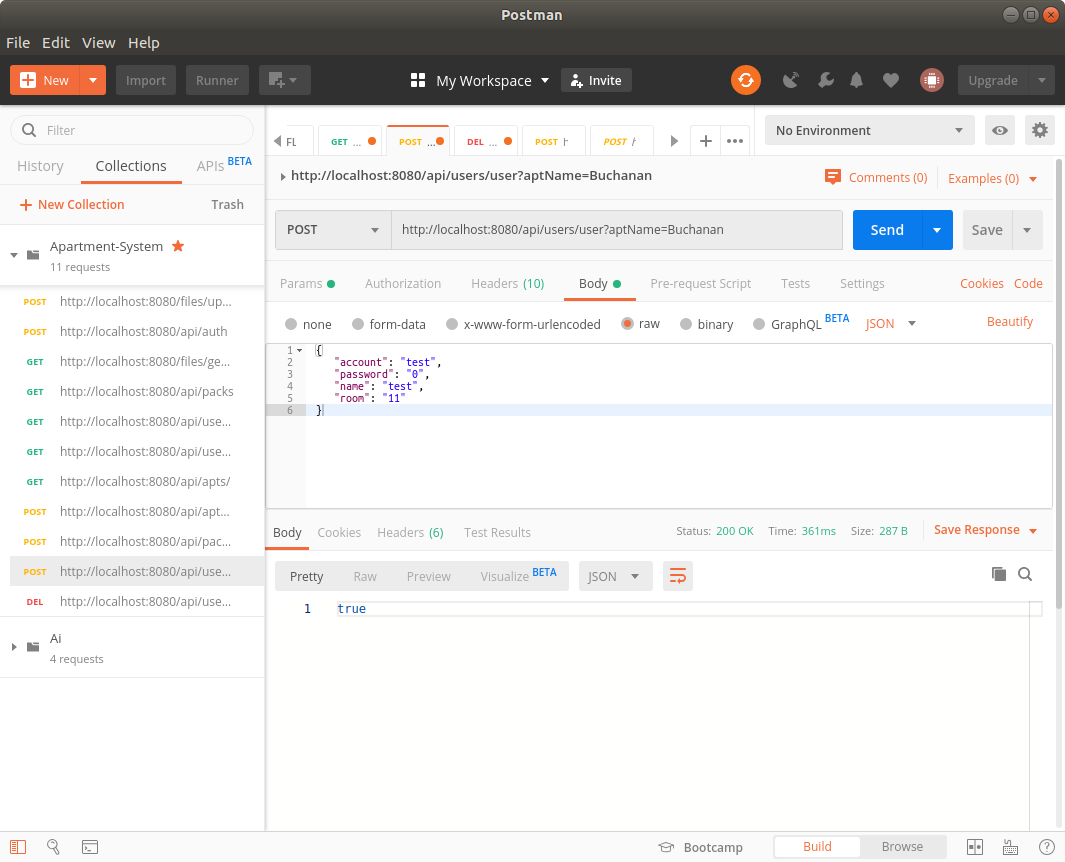 Postman
File Edit View Help
New Import Runner My Workspace Invite Upgrade
Filter
History Collections APIs BETA
New Collection Trash
Apartment-System
11 requests
POST http://localhost:8080/files/up...
POST http://localhost:8080/api/auth
GET http://localhost:8080/files/ge...
GET http://localhost:8080/api/packs
GET http://localhost:8080/api/use...
GET http://localhost:8080/api/use...
GET http://localhost:8080/api/apts/
POST http://localhost:8080/api/apt...
POST http://localhost:8080/api/pac...
POST http://localhost:8080/api/use...
DEL http://localhost:8080/api/use...
Ai
4 requests
FL GET ... POST ... DEL ... POST POST ••• No Environment
http://localhost:8080/api/users/user?aptName=Buchanan Comments (0) Examples (0)
POST http://localhost:8080/api/users/user?aptName=Buchanan Send Save
Params Authorization Headers (10) Body Pre-request Script Tests Settings Cookies Code
none form-data x-www-form-urlencoded raw binary GraphQL BETA JSON Beautify
1 {
2 "account": "test",
3 "password": "0",
4 "name": "test",
5 "room": "11"
6 }
Body Cookies Headers (6) Test Results Status: 200 OK Time: 361ms Size: 287 B Save Response
Pretty Raw Preview Visualize BETA JSON
1 true
Bootcamp Build Browse